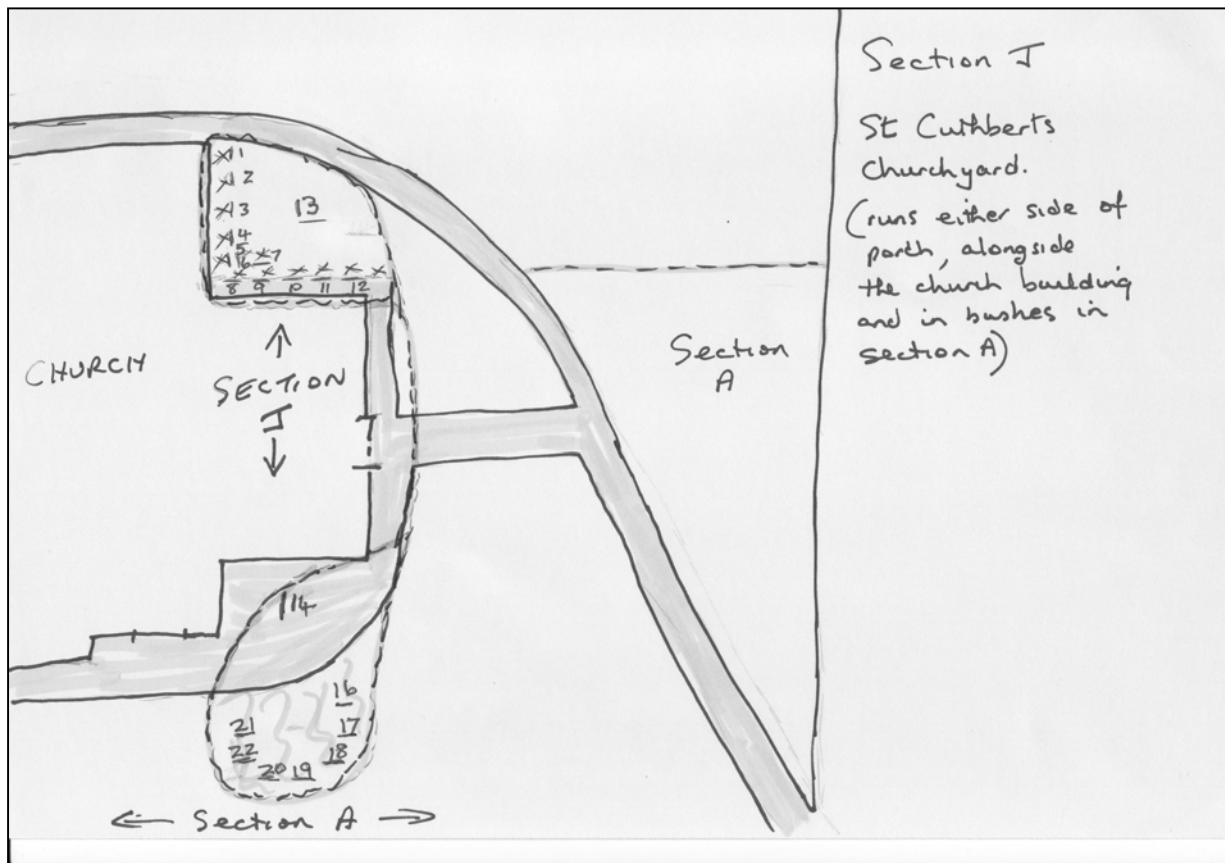 Section J
St Cuthberts
Churchyard.
(runs either side of
porch, alongside
the church building
and in bushes in
section A)
1
2
3
13
4
5
7
6
8 9 10 11 12
CHURCH
SECTION
J
Section
A
14
16
21
17
22
18
20 19
Section A